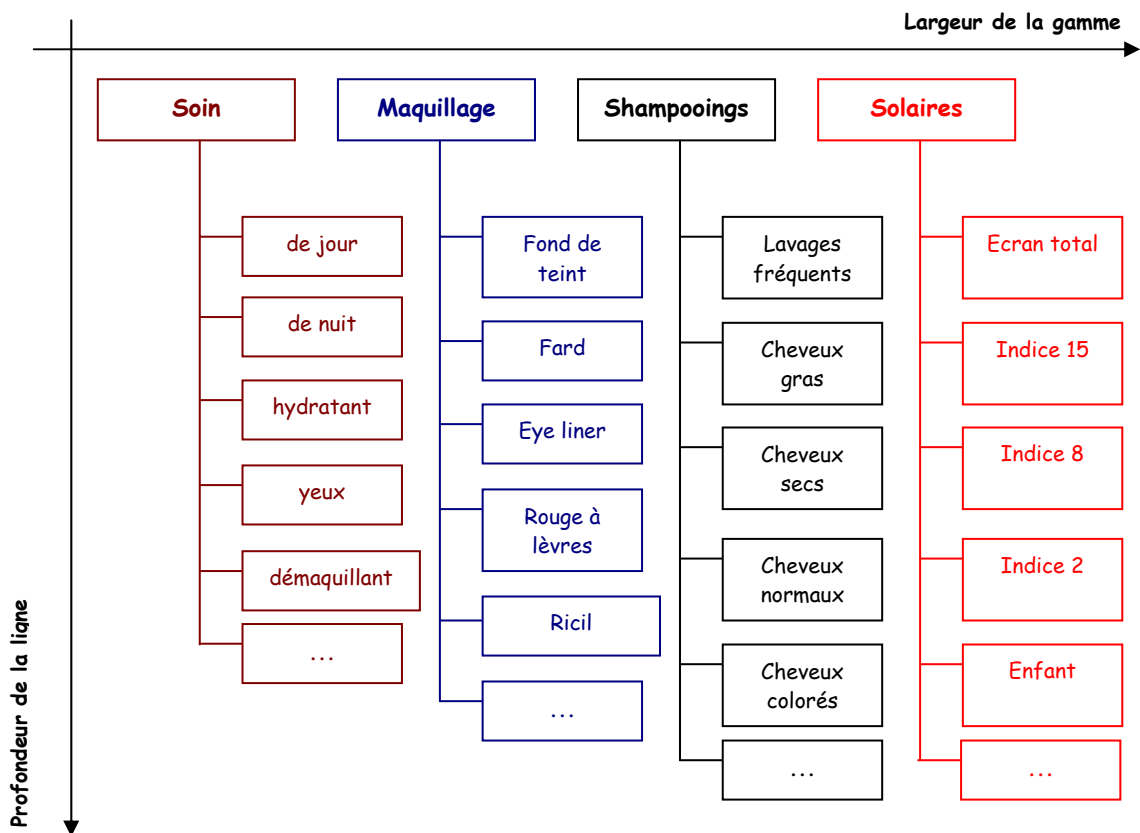 Largeur de la gamme
Soin
Maquillage
Shampooings
Solaires
de jour
de nuit
hydratant
yeux
démaquillant
...
Fond de
teint
Fard
Eye liner
Rouge à
lèvres
Ricil
...
Lavages
fréquents
Cheveux
gras
Cheveux
secs
Cheveux
normaux
Cheveux
colorés
...
Ecran total
Indice 15
Indice 8
Indice 2
Enfant
...
Profondeur de la ligne